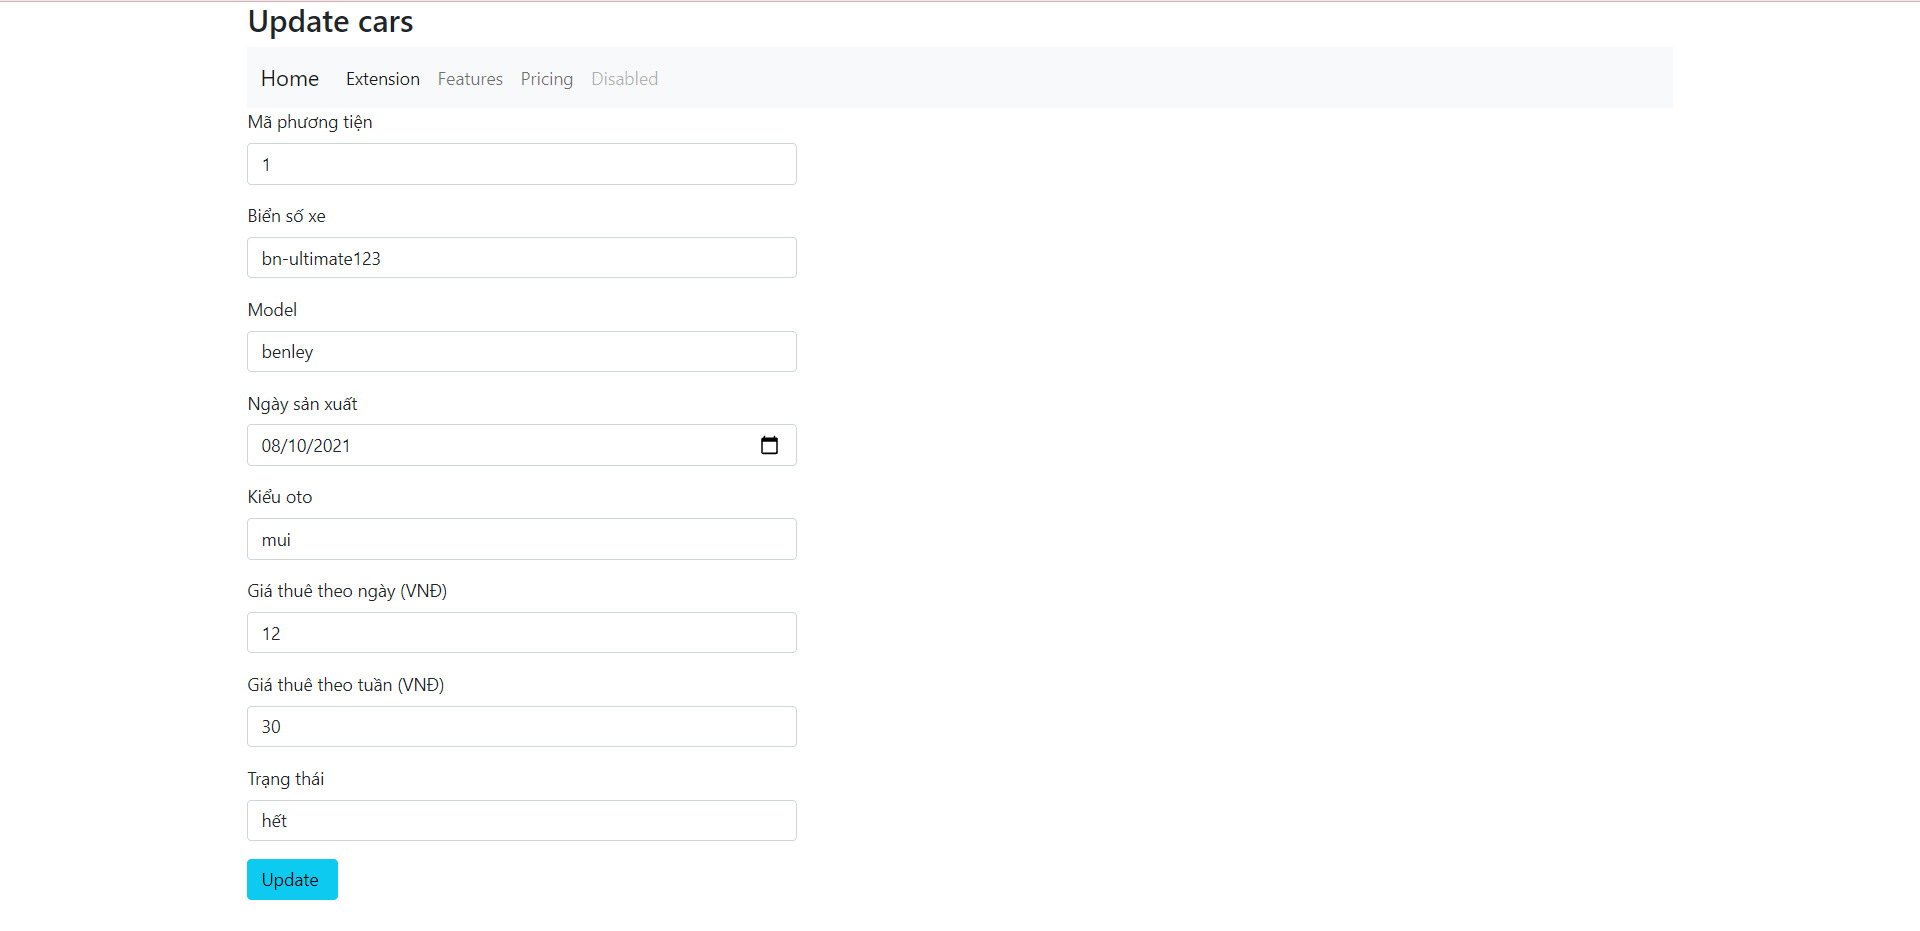 Update cars
Home Extension Features Pricing Disabled
Mã phương tiện
1
Biển số xe
bn-ultimate123
Model
benley
Ngày sản xuất
08/10/2021
Kiểu oto
mui
Giá thuê theo ngày (VNĐ)
12
Giá thuê theo tuần (VNĐ)
30
Trạng thái
hết
Update